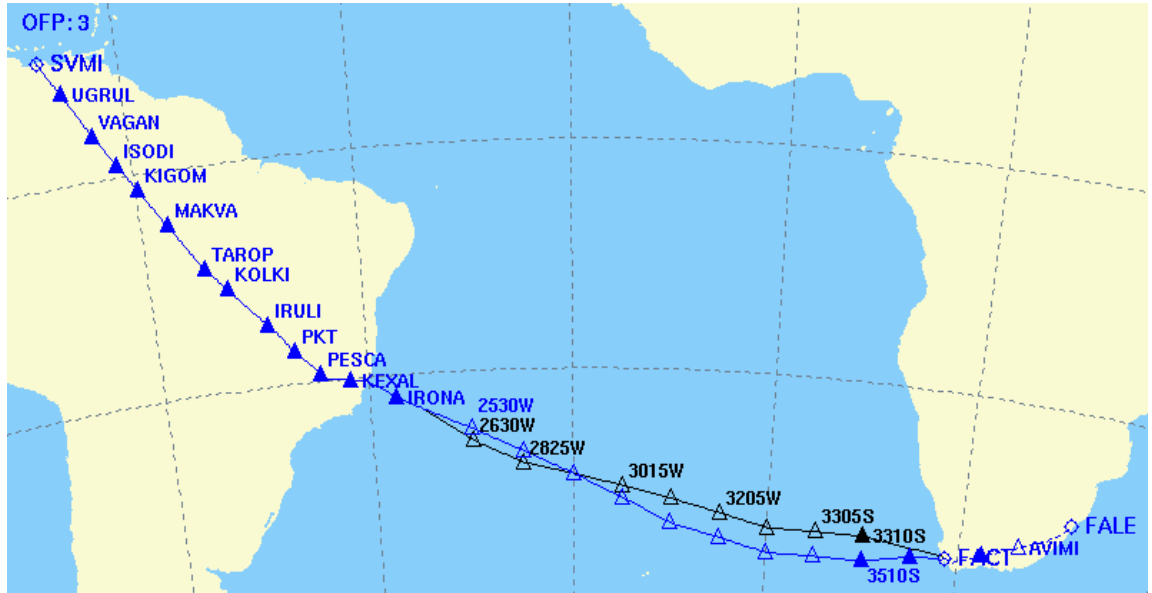 OFP: 3
SVMI
UGRUL
VAGAN
ISODI
KIGOM
MAKVA
TAROP
KOLKI
IRULI
PKT
PESCA
KEXAL
IRONA
2530W
2630W
2825W
3015W
3205W
3305S
3310S
3510S
FACT
AVIMI
FALE